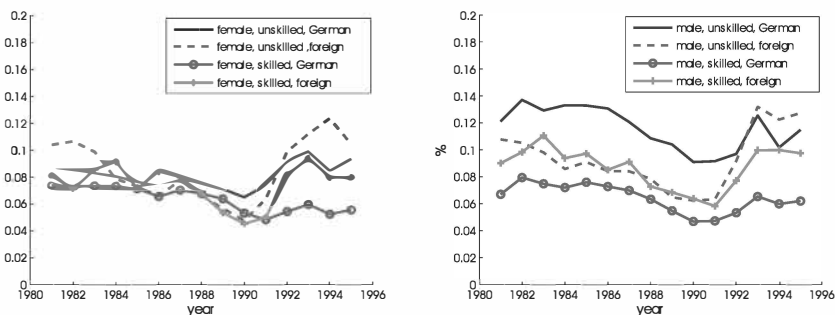 0.2
0.18
0.16
0.14
0.12
0.1
0.08
0.06
0.04
0.02
0
1980 1982 1984 1986 1988 1990 1992 1994 1996
year
female, unskilled, German
female, unskilled ,foreign
female, skilled, German
female, skilled, foreign
%
0.2
0.18
0.16
0.14
0.12
0.1
0.08
0.06
0.04
0.02
0
1980 1982 1984 1986 1988 1990 1992 1994 1996
year
male, unskilled, German
male, unskilled, foreign
male, skilled, German
male, skilled, foreign